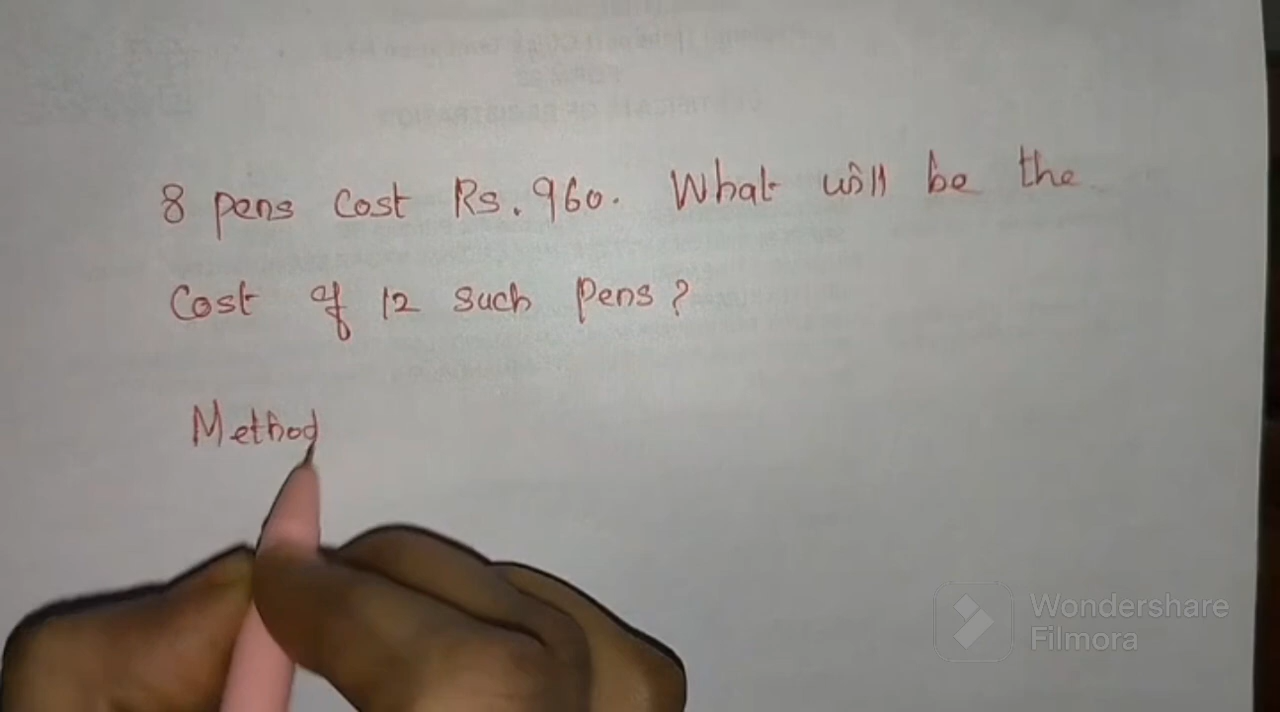 8 pens cost Rs. 960. What will be the
Cost of 12 such pens?
Method
Wondershare
Filmora